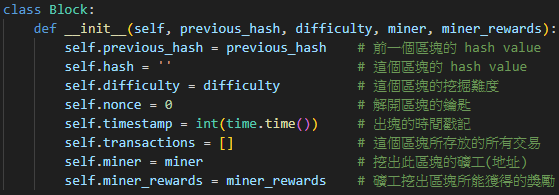 class Block:
    def __init__(self, previous_hash, difficulty, miner, miner_rewards):
        self.previous_hash = previous_hash    # 前一個區塊的 hash value
        self.hash = ''                        # 這個區塊的 hash value
        self.difficulty = difficulty          # 這個區塊的挖掘難度
        self.nonce = 0                        # 解開區塊的鑰匙
        self.timestamp = int(time.time())     # 出塊的時間戳記
        self.transactions = []                # 這個區塊所存放的所有交易
        self.miner = miner                    # 挖出此區塊的礦工(地址)
        self.miner_rewards = miner_rewards    # 礦工挖出區塊所能獲得的獎勵